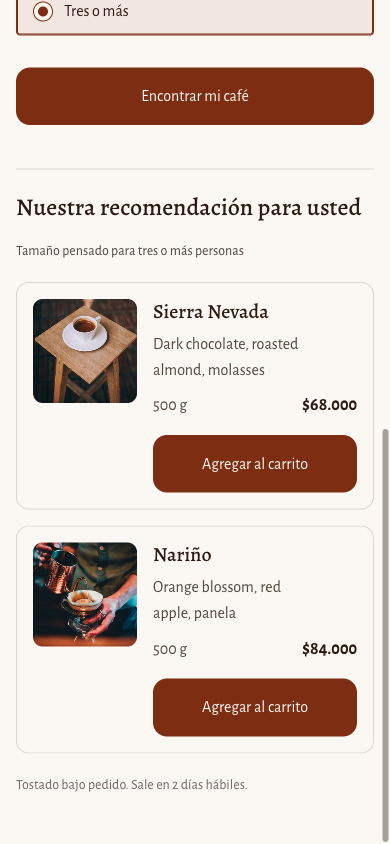 Tres o más
Encontrar mi café
Nuestra recomendación para usted
Tamaño pensado para tres o más personas
Sierra Nevada
Dark chocolate, roasted
almond, molasses
500 g
$68.000
Agregar al carrito
Nariño
Orange blossom, red
apple, panela
500 g
$84.000
Agregar al carrito
Tostado bajo pedido. Sale en 2 días hábiles.